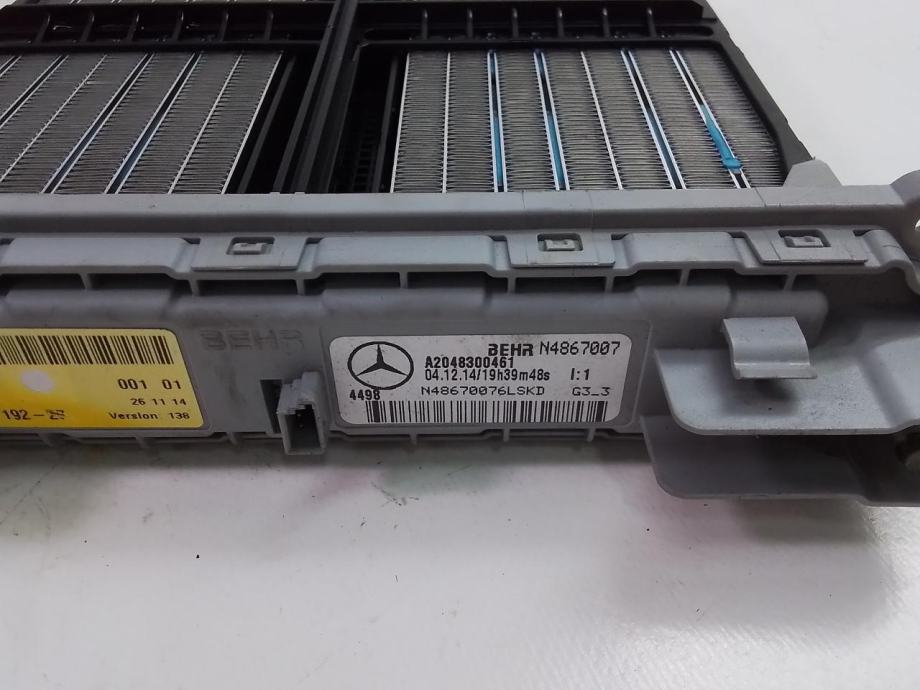 BEHR
BEHR N4867007
A2048300461
04.12.14/19h39m48s I:1
4498 N48670076LSKD G3_3
001 01
26 11 14
Version: 138